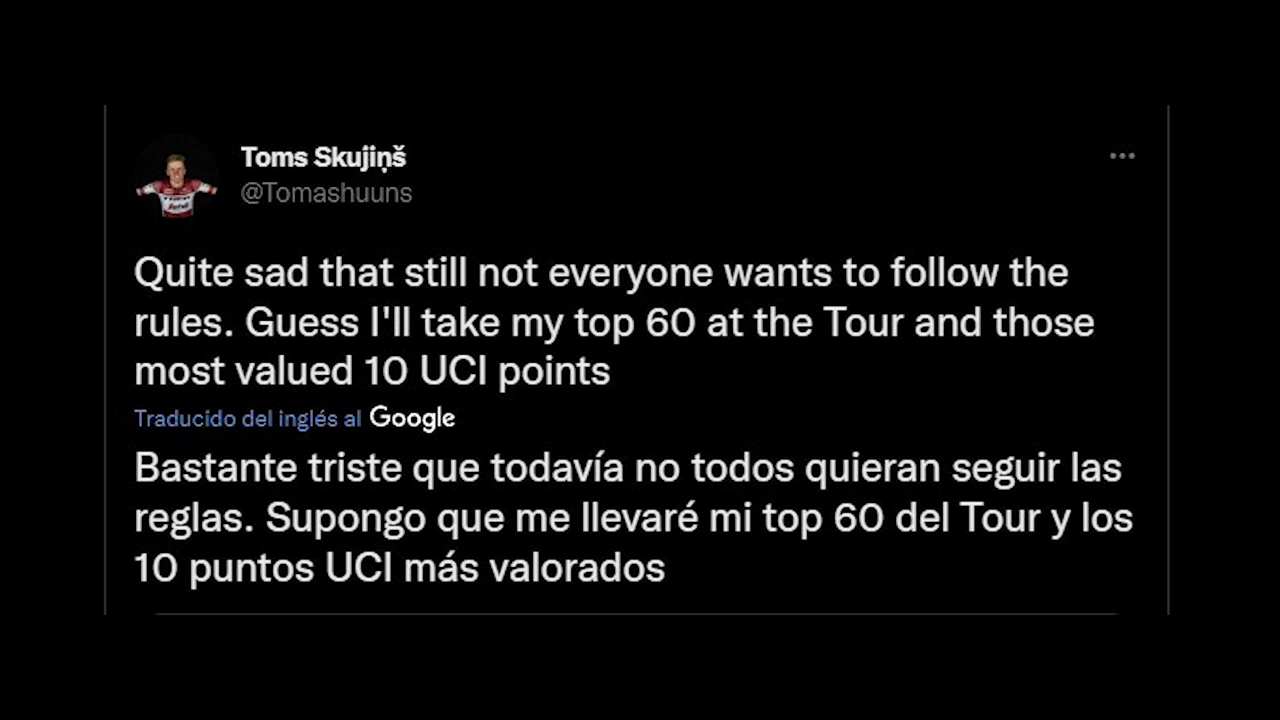 Toms Skujiņš
@Tomashuuns
Quite sad that still not everyone wants to follow the
rules. Guess I'll take my top 60 at the Tour and those
most valued 10 UCI points
Traducido del inglés al Google
Bastante triste que todavía no todos quieran seguir las
reglas. Supongo que me llevaré mi top 60 del Tour y los
10 puntos UCI más valorados